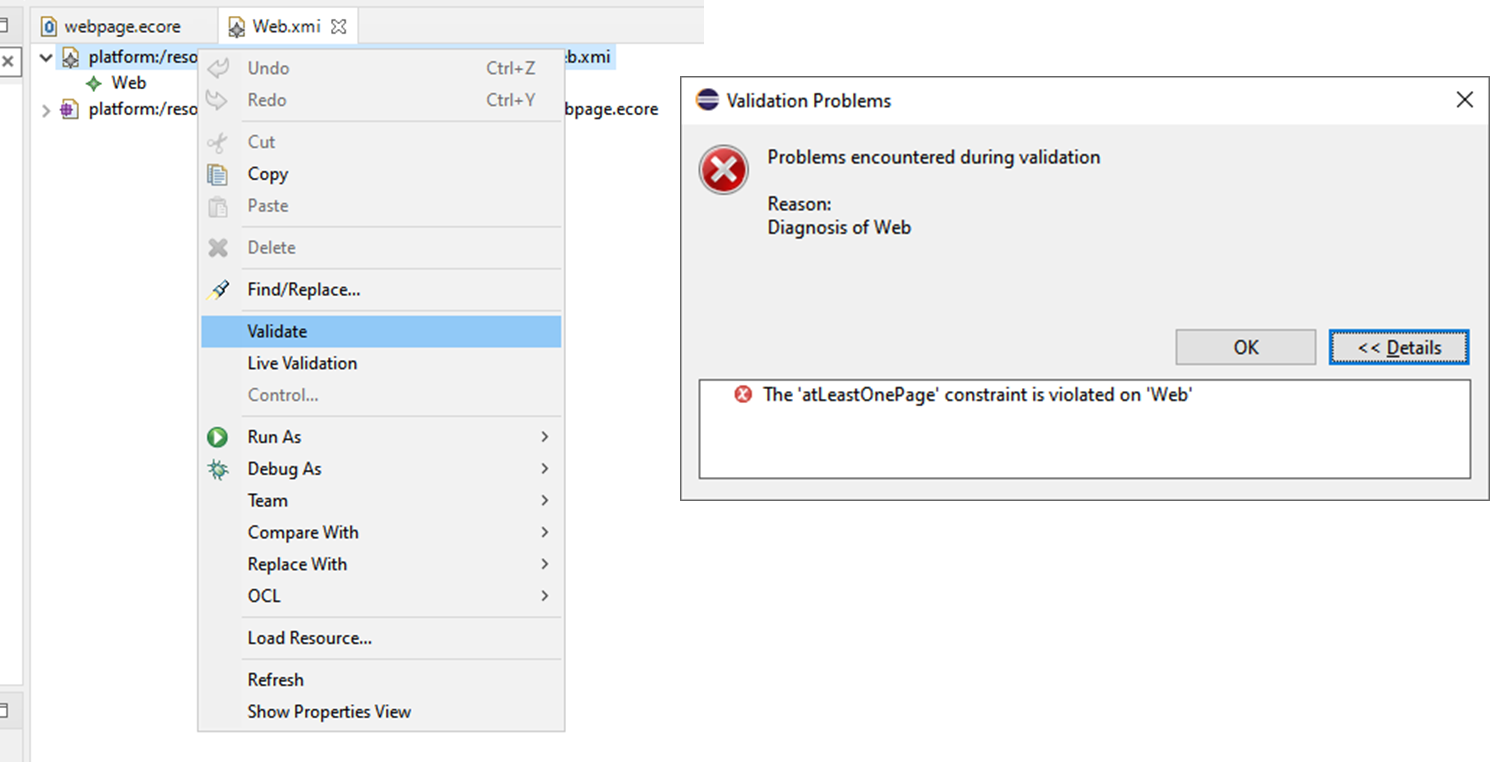 webpage.ecore
Web.xmi
platform:/reso
eb.xmi
Web
platform:/reso
bpage.ecore
Undo Ctrl+Z
Redo Ctrl+Y
Cut
Copy
Paste
Delete
Find/Replace...
Validate
Live Validation
Control...
Run As
Debug As
Team
Compare With
Replace With
OCL
Load Resource...
Refresh
Show Properties View
Validation Problems
Problems encountered during validation
Reason:
Diagnosis of Web
OK
<< Details
The 'atLeastOnePage' constraint is violated on 'Web'